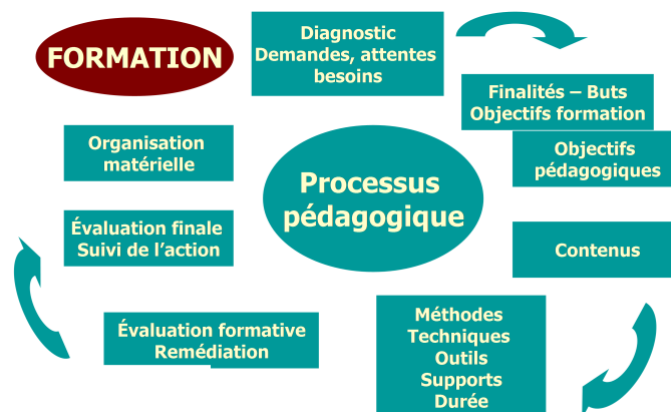 FORMATION
Diagnostic
Demandes, attentes
besoins
Finalités – Buts
Objectifs formation
Objectifs
pédagogiques
Contenus
Méthodes
Techniques
Outils
Supports
Durée
Évaluation formative
Remédiation
Évaluation finale
Suivi de l’action
Organisation
matérielle
Processus
pédagogique